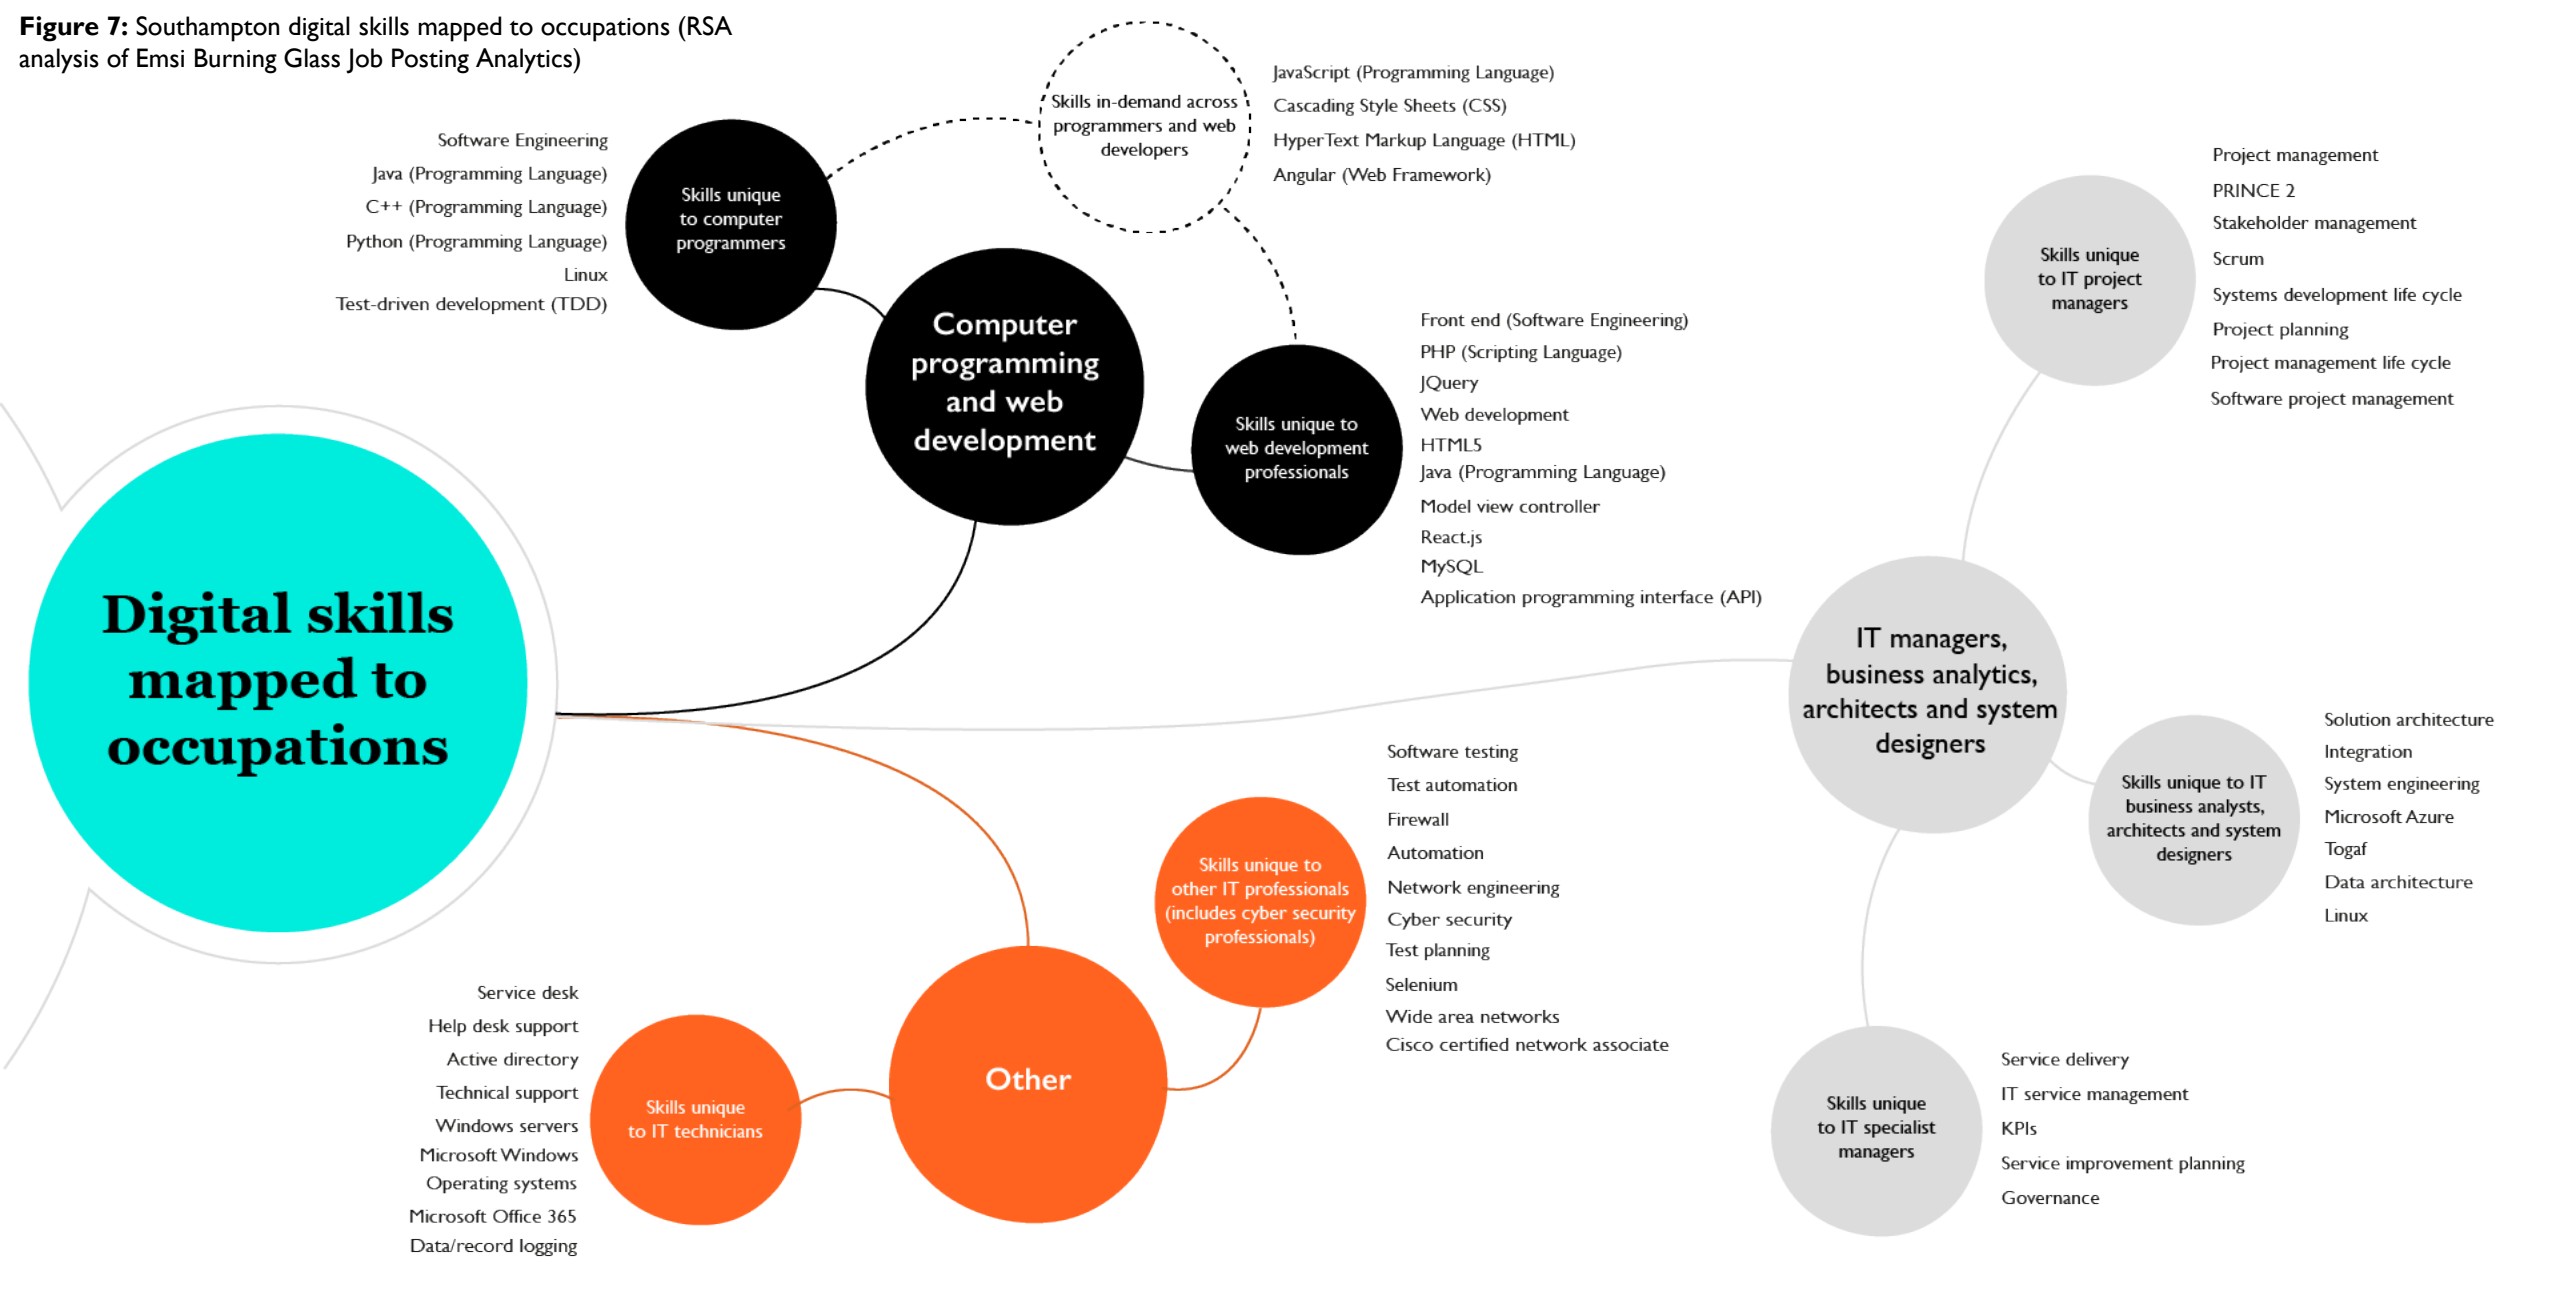 Figure 7: Southampton digital skills mapped to occupations (RSA
analysis of Emsi Burning Glass Job Posting Analytics)
Digital skills
mapped to
occupations
Computer
programming
and web
development
Skills unique
to computer
programmers
Software Engineering
Java (Programming Language)
C++ (Programming Language)
Python (Programming Language)
Linux
Test-driven development (TDD)
Skills in-demand across
programmers and web
developers
JavaScript (Programming Language)
Cascading Style Sheets (CSS)
HyperText Markup Language (HTML)
Angular (Web Framework)
Skills unique to
web development
professionals
Front end (Software Engineering)
PHP (Scripting Language)
JQuery
Web development
HTML5
Java (Programming Language)
Model view controller
React.js
MySQL
Application programming interface (API)
IT managers,
business analytics,
architects and system
designers
Skills unique
to IT project
managers
Project management
PRINCE 2
Stakeholder management
Scrum
Systems development life cycle
Project planning
Project management life cycle
Software project management
Skills unique to IT
business analysts,
architects and system
designers
Solution architecture
Integration
System engineering
Microsoft Azure
Togaf
Data architecture
Linux
Skills unique
to IT specialist
managers
Service delivery
IT service management
KPIs
Service improvement planning
Governance
Other
Skills unique to
other IT professionals
(includes cyber security
professionals)
Software testing
Test automation
Firewall
Automation
Network engineering
Cyber security
Test planning
Selenium
Wide area networks
Cisco certified network associate
Skills unique
to IT technicians
Service desk
Help desk support
Active directory
Technical support
Windows servers
Microsoft Windows
Operating systems
Microsoft Office 365
Data/record logging